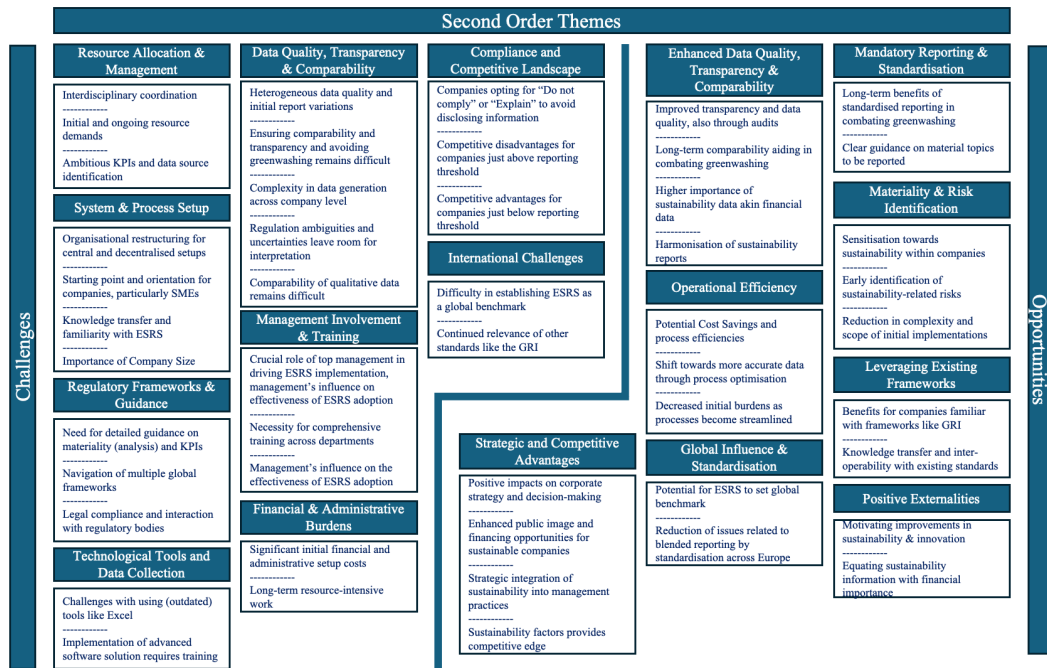 Second Order Themes
Challenges
Resource Allocation &
Management
Interdisciplinary coordination
------------
Initial and ongoing resource
demands
------------
Ambitious KPIs and data source
identification
System & Process Setup
Organisational restructuring for
central and decentralised setups
------------
Starting point and orientation for
companies, particularly SMEs
------------
Knowledge transfer and
familiarity with ESRS
------------
Importance of Company Size
Regulatory Frameworks &
Guidance
Need for detailed guidance on
materiality (analysis) and KPIs
------------
Navigation of multiple global
frameworks
------------
Legal compliance and interaction
with regulatory bodies
Technological Tools and
Data Collection
Challenges with using (outdated)
tools like Excel
------------
Implementation of advanced
software solution requires training
Data Quality, Transparency
& Comparability
Heterogeneous data quality and
initial report variations
------------
Ensuring comparability and
transparency and avoiding
greenwashing remains difficult
------------
Complexity in data generation
across company level
------------
Regulation ambiguities and
uncertainties leave room for
interpretation
------------
Comparability of qualitative data
remains difficult
Management Involvement
& Training
Crucial role of top management in
driving ESRS implementation,
management's influence on
effectiveness of ESRS adoption
------------
Necessity for comprehensive
training across departments
------------
Management's influence on the
effectiveness of ESRS adoption
Financial & Administrative
Burdens
Significant initial financial and
administrative setup costs
------------
Long-term resource-intensive
work
Compliance and
Competitive Landscape
Companies opting for “Do not
comply” or “Explain” to avoid
disclosing information
------------
Competitive disadvantages for
companies just above reporting
threshold
------------
Competitive advantages for
companies just below reporting
threshold
International Challenges
Difficulty in establishing ESRS as
a global benchmark
------------
Continued relevance of other
standards like the GRI
Strategic and Competitive
Advantages
Positive impacts on corporate
strategy and decision-making
------------
Enhanced public image and
financing opportunities for
sustainable companies
------------
Strategic integration of
sustainability into management
practices
------------
Sustainability factors provides
competitive edge
Enhanced Data Quality,
Transparency &
Comparability
Improved transparency and data
quality, also through audits
------------
Long-term comparability aiding in
combating greenwashing
------------
Higher importance of
sustainability data akin financial
data
------------
Harmonisation of sustainability
reports
Operational Efficiency
Potential Cost Savings and
process efficiencies
------------
Shift towards more accurate data
through process optimisation
------------
Decreased initial burdens as
processes become streamlined
Global Influence &
Standardisation
Potential for ESRS to set global
benchmark
------------
Reduction of issues related to
blended reporting by
standardisation across Europe
Mandatory Reporting &
Standardisation
Long-term benefits of
standardised reporting in
combating greenwashing
------------
Clear guidance on material topics
to be reported
Materiality & Risk
Identification
Sensitisation towards
sustainability within companies
------------
Early identification of
sustainability-related risks
------------
Reduction in complexity and
scope of initial implementations
Leveraging Existing
Frameworks
Benefits for companies familiar
with frameworks like GRI
------------
Knowledge transfer and inter-
operability with existing standards
Positive Externalities
Motivating improvements in
sustainability & innovation
------------
Equating sustainability
information with financial
importance
Opportunities